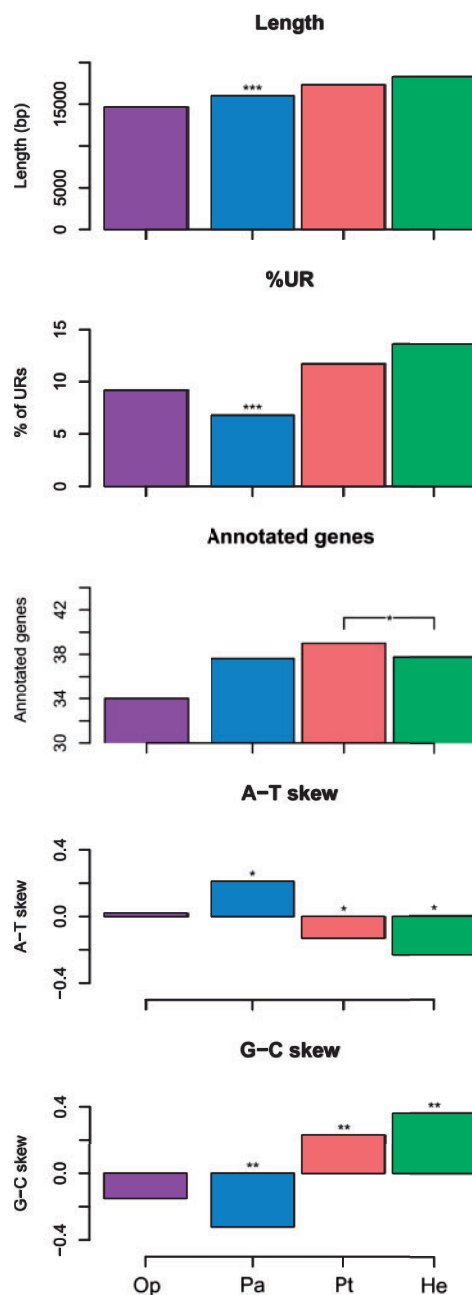 Length
Length (bp)
15000
5000
0
***
%UR
% of URs
15
10
5
0
***
Annotated genes
Annotated genes
42
38
34
30
*
A−T skew
A−T skew
0.4
0.0
−0.4
*
*
*
G−C skew
G−C skew
0.4
0.0
−0.4
**
**
**
Op Pa Pt He